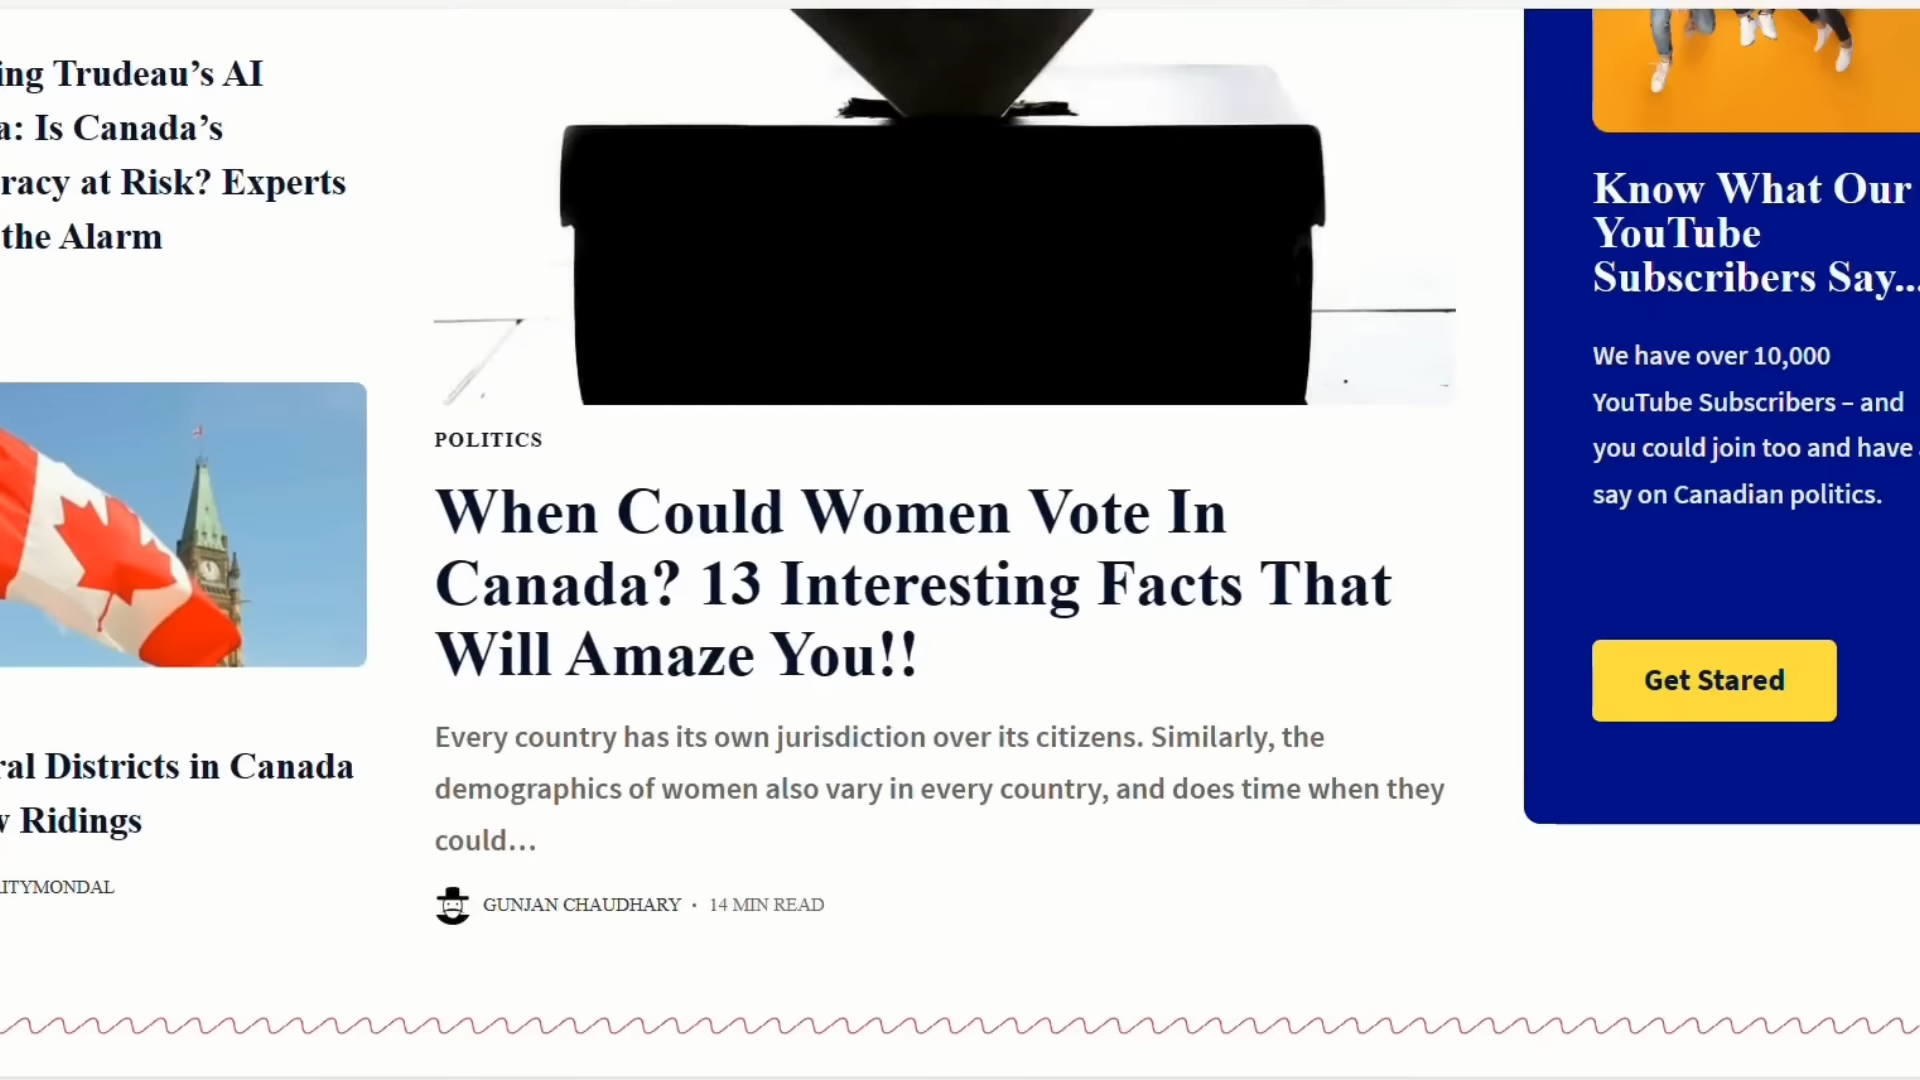 ing Trudeau’s AI
a: Is Canada’s
racy at Risk? Experts
the Alarm
ral Districts in Canada
w Ridings
ITYMONDAL
POLITICS
When Could Women Vote In
Canada? 13 Interesting Facts That
Will Amaze You!!
Every country has its own jurisdiction over its citizens. Similarly, the
demographics of women also vary in every country, and does time when they
could...
GUNJAN CHAUDHARY • 14 MIN READ
Know What Our
YouTube
Subscribers Say...
We have over 10,000
YouTube Subscribers – and
you could join too and have
say on Canadian politics.
Get Stared